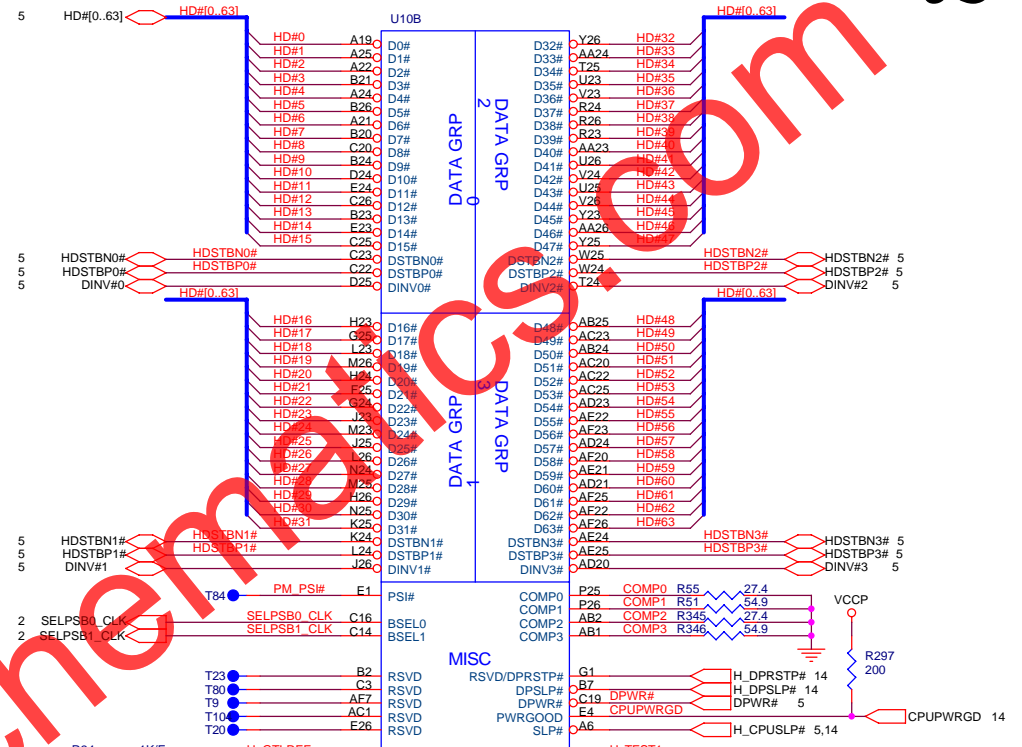 5 HD#[0..63] HD#[0..63] U10B HD#[0..63]
HD#0 A19 D0# D32# Y26 HD#32
HD#1 A25 D1# D33# AA24 HD#33
HD#2 A22 D2# D34# T25 HD#34
HD#3 B21 D3# D35# U23 HD#35
HD#4 A24 D4# D36# V23 HD#36
HD#5 B26 D5# D37# R24 HD#37
HD#6 A21 D6# D38# R26 HD#38
HD#7 B20 D7# D39# R23 HD#39
HD#8 C20 D8# D40# AA23 HD#40
HD#9 B24 D9# D41# U26 HD#41
HD#10 D24 D10# D42# V24 HD#42
HD#11 E24 D11# D43# U25 HD#43
HD#12 C26 D12# D44# V26 HD#44
HD#13 B23 D13# D45# Y23 HD#45
HD#14 E23 D14# D46# AA26 HD#46
HD#15 C25 D15# D47# Y25 HD#47
5 HDSTBN0# HDSTBN0# C23 DSTBN0# DSTBN2# W25 HDSTBN2# HDSTBN2# 5
5 HDSTBP0# HDSTBP0# C22 DSTBP0# DSTBP2# W24 HDSTBP2# HDSTBP2# 5
5 DINV#0 D25 DINV0# DINV2# T24 DINV#2 5
DATA GRP 0
DATA GRP 2
HD#[0..63] HD#[0..63]
HD#16 H23 D16# D48# AB25 HD#48
HD#17 G25 D17# D49# AC23 HD#49
HD#18 L23 D18# D50# AB24 HD#50
HD#19 M26 D19# D51# AC20 HD#51
HD#20 H24 D20# D52# AC22 HD#52
HD#21 F25 D21# D53# AC25 HD#53
HD#22 G24 D22# D54# AD23 HD#54
HD#23 J23 D23# D55# AE22 HD#55
HD#24 M23 D24# D56# AF23 HD#56
HD#25 J25 D25# D57# AD24 HD#57
HD#26 L26 D26# D58# AF20 HD#58
HD#27 N24 D27# D59# AE21 HD#59
HD#28 M25 D28# D60# AD21 HD#60
HD#29 H26 D29# D61# AF25 HD#61
HD#30 N25 D30# D62# AF22 HD#62
HD#31 K25 D31# D63# AF26 HD#63
5 HDSTBN1# HDSTBN1# K24 DSTBN1# DSTBN3# AE24 HDSTBN3# HDSTBN3# 5
5 HDSTBP1# HDSTBP1# L24 DSTBP1# DSTBP3# AE25 HDSTBP3# HDSTBP3# 5
5 DINV#1 J26 DINV1# DINV3# AD20 DINV#3 5
DATA GRP 1
DATA GRP 3
T84 PM_PSI# E1 PSI# COMP0 P25 COMP0 R55 27.4
COMP1 P26 COMP1 R51 54.9
2 SELPSB0_CLK SELPSB0_CLK C16 BSEL0 COMP2 AB2 COMP2 R345 27.4
2 SELPSB1_CLK SELPSB1_CLK C14 BSEL1 COMP3 AB1 COMP3 R346 54.9
VCCP
R297
200
MISC
T23 B2 RSVD RSVD/DPRSTP# G1 H_DPRSTP# 14
T80 C3 RSVD DPSLP# B7 H_DPSLP# 14
T9 AF7 RSVD DPWR# C19 DPWR# DPWR# 5
T104 AC1 RSVD PWRGOOD E4 CPUPWRGD CPUPWRGD 14
T20 E26 RSVD SLP# A6 H_CPUSLP# 5,14
hematics.com